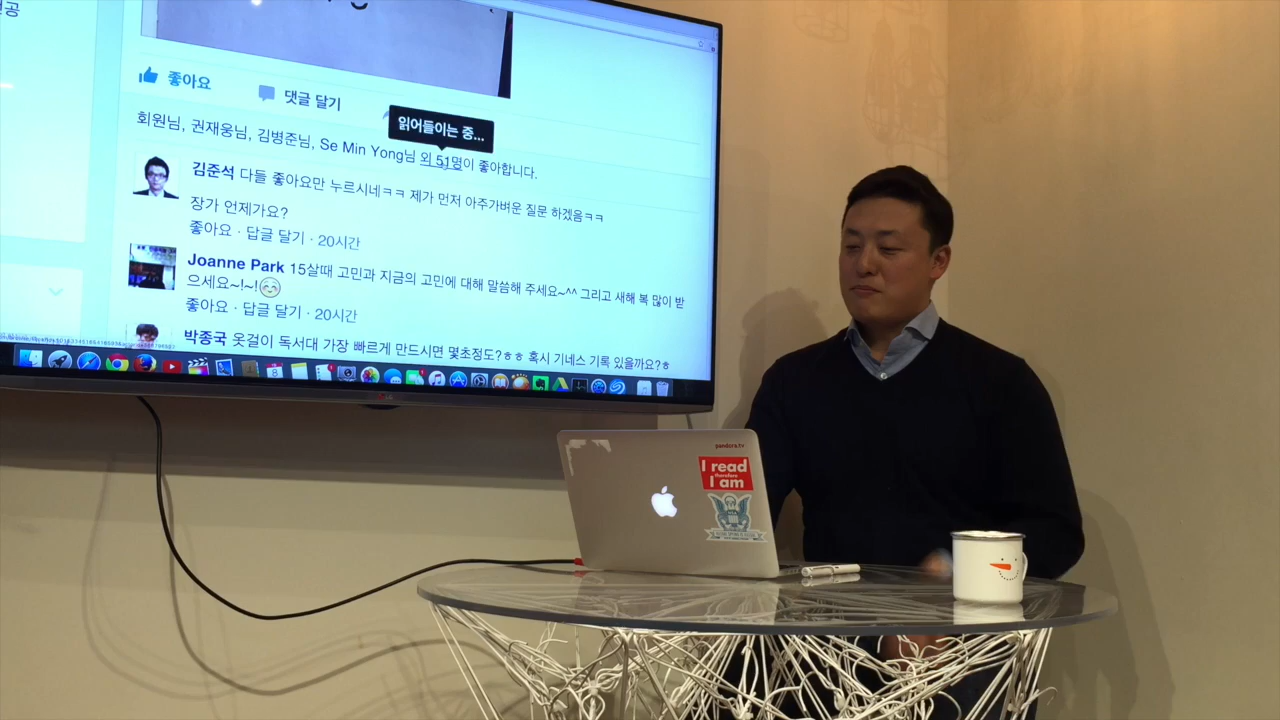 좋아요
댓글 달기
읽어들이는 중...
회원님, 권재웅님, 김병준님, Se Min Yong님 외 51명이 좋아합니다.
김준석 다들 좋아요만 누르시네ㅋㅋ 제가 먼저 아주가벼운 질문 하겠음ㅋㅋ
장가 언제가요?
좋아요 · 답글 달기 · 20시간
Joanne Park 15살때 고민과 지금의 고민에 대해 말씀해 주세요~^^ 그리고 새해 복 많이 받
으세요~!~!
좋아요 · 답글 달기 · 20시간
박종국 옷걸이 독서대 가장 빠르게 만드시면 몇초정도?ㅎㅎ 혹시 기네스 기록 있을까요?ㅎ
LG
pandora.tv
I read
therefore
I am